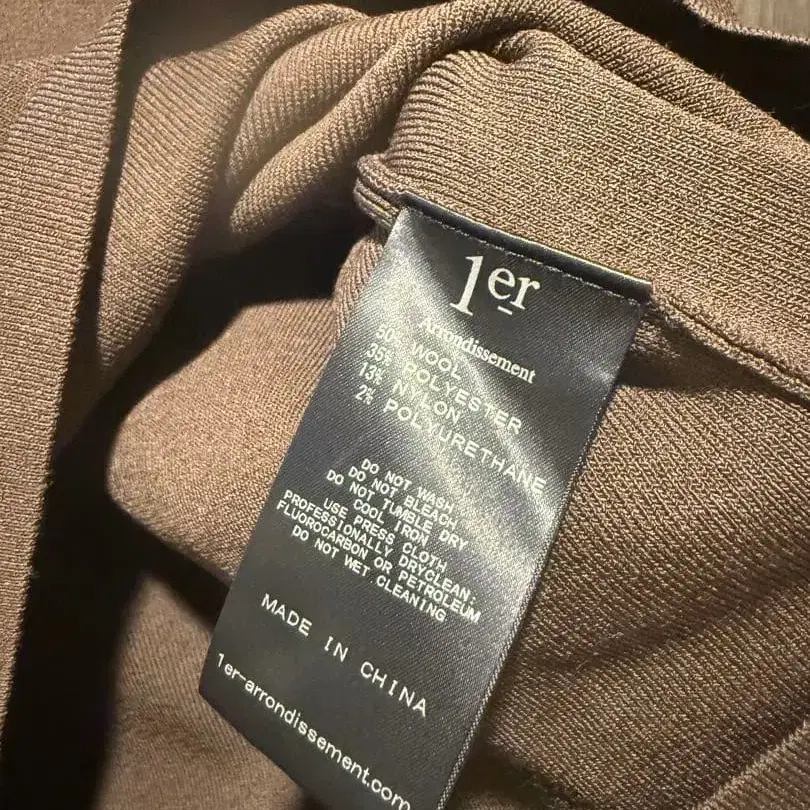 1er
Arrondissement
50% WOOL
35% POLYESTER
13% NYLON
2% POLYURETHANE
DO NOT WASH
DO NOT BLEACH
DO NOT TUMBLE DRY
COOL IRON
USE PRESS CLOTH
PROFESSIONALLY DRYCLEAN,
FLUOROCARBON OR PETROLEUM
DO NOT WET CLEANING
MADE IN CHINA
1er-arrondissement.com